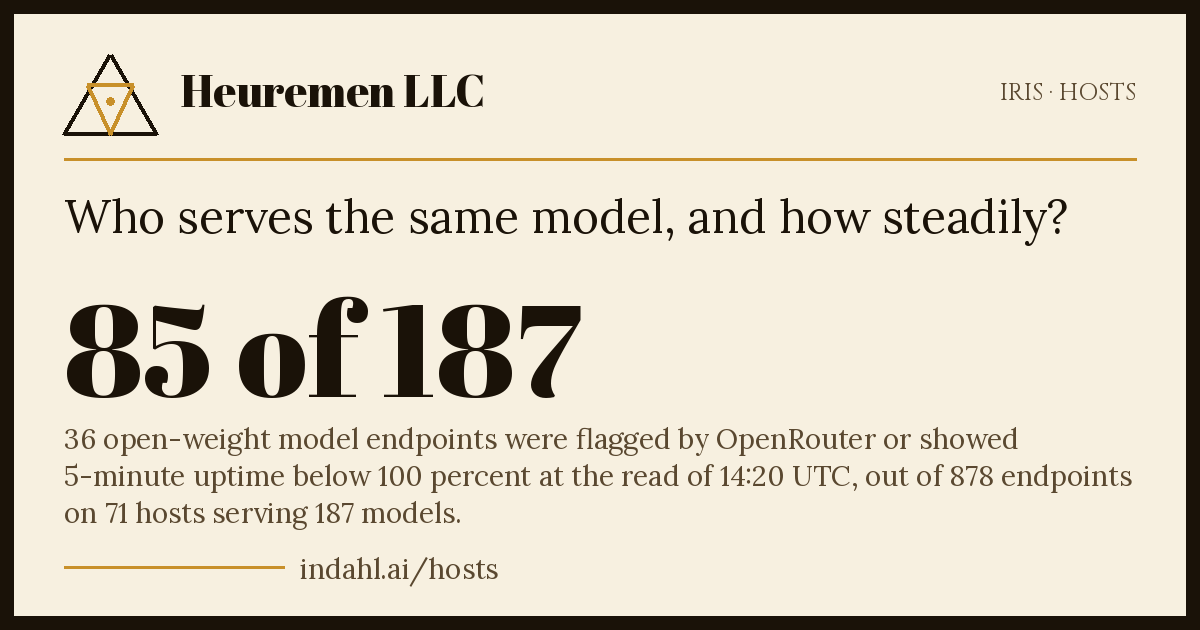 Heuremen LLC
IRIS · HOSTS
Who serves the same model, and how steadily?
85 of 187
36 open-weight model endpoints were flagged by OpenRouter or showed
5-minute uptime below 100 percent at the read of 14:20 UTC, out of 878 endpoints
on 71 hosts serving 187 models.
indahl.ai/hosts